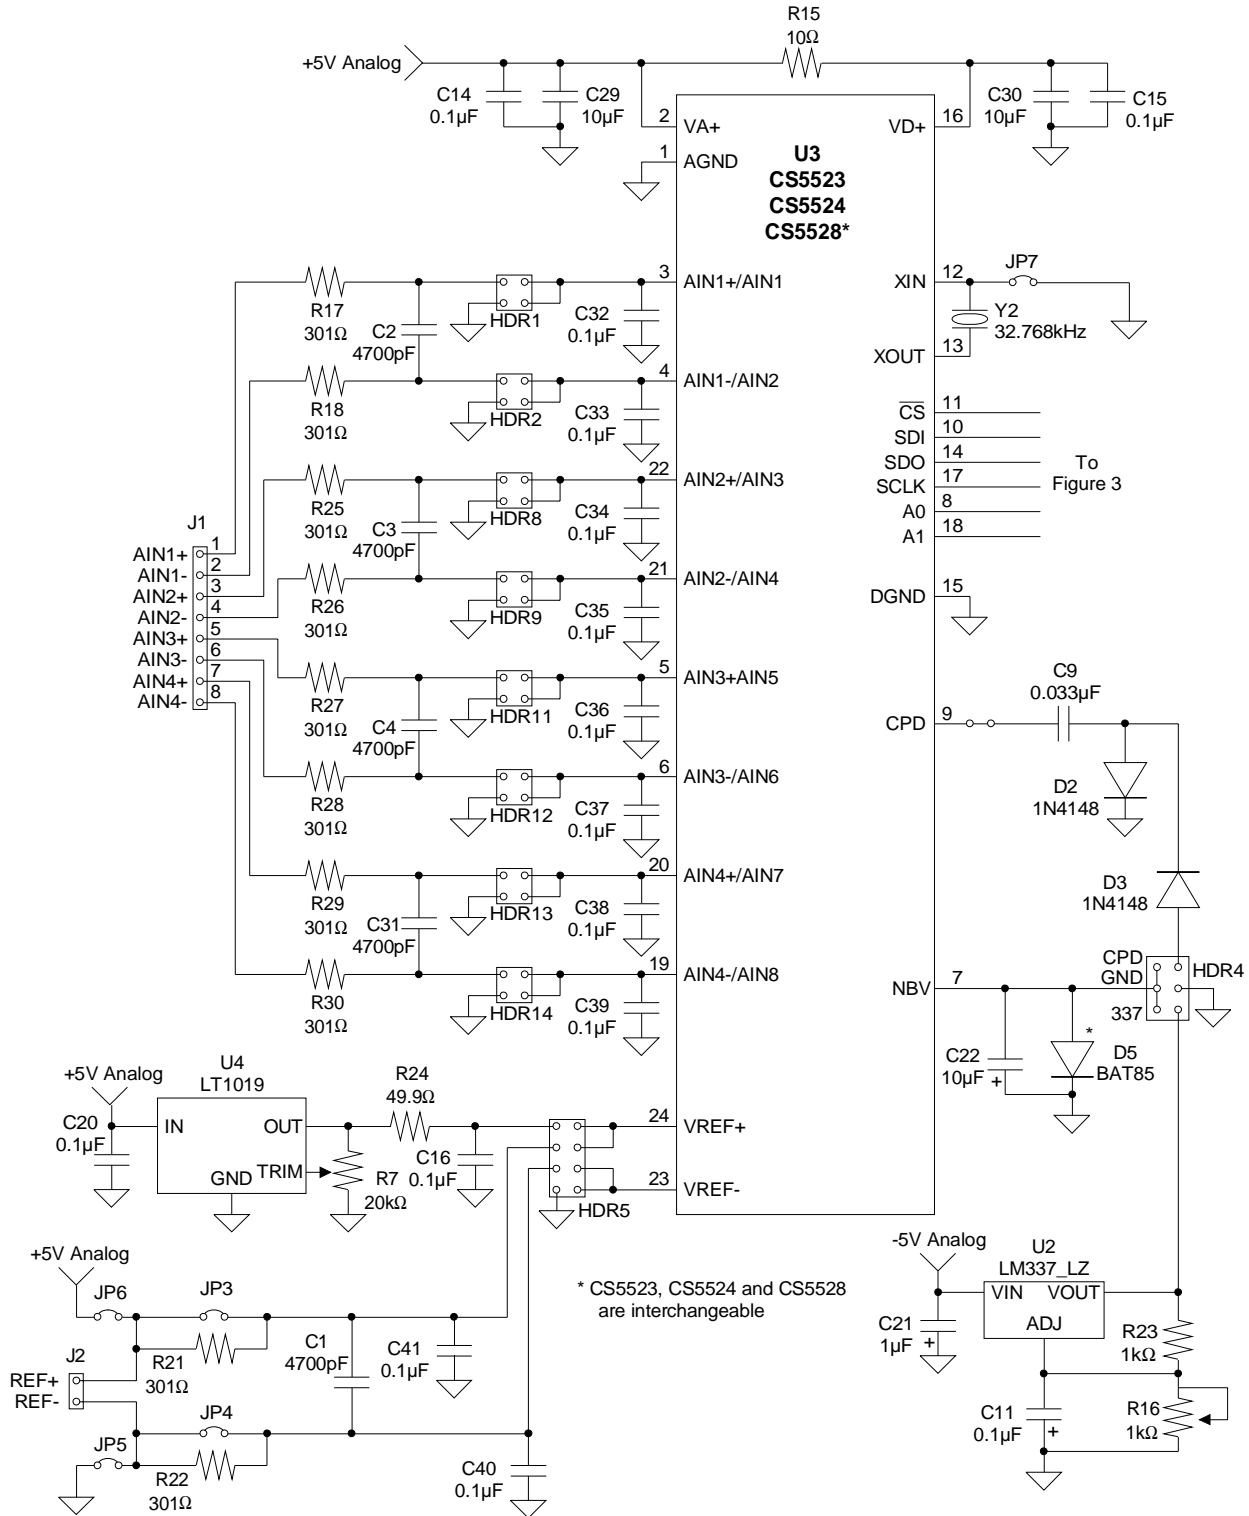 R15
10Ω
+5V Analog
C14
0.1µF
C29
10µF
C30
10µF
C15
0.1µF
2
VA+
16
VD+
1
AGND
U3
CS5523
CS5524
CS5528*
R17
301Ω
C2
4700pF
HDR1
C32
0.1µF
3
AIN1+/AIN1
XIN
12
JP7
Y2
32.768kHz
XOUT
13
R18
301Ω
HDR2
C33
0.1µF
4
AIN1-/AIN2
CS
11
SDI
10
SDO
14
SCLK
17
A0
8
A1
18
To
Figure 3
R25
301Ω
C3
4700pF
HDR8
C34
0.1µF
22
AIN2+/AIN3
J1
AIN1+
1
AIN1-
2
AIN2+
3
AIN2-
4
AIN3+
5
AIN3-
6
AIN4+
7
AIN4-
8
R26
301Ω
HDR9
C35
0.1µF
21
AIN2-/AIN4
DGND
15
R27
301Ω
C4
4700pF
HDR11
C36
0.1µF
5
AIN3+AIN5
CPD
9
C9
0.033µF
D2
1N4148
R28
301Ω
HDR12
C37
0.1µF
6
AIN3-/AIN6
R29
301Ω
C31
4700pF
HDR13
C38
0.1µF
20
AIN4+/AIN7
D3
1N4148
R30
301Ω
HDR14
C39
0.1µF
19
AIN4-/AIN8
NBV
7
CPD
GND
337
HDR4
C22
10µF
+
*
D5
BAT85
+5V Analog
C20
0.1µF
U4
LT1019
IN
OUT
TRIM
GND
R24
49.9Ω
R7
20kΩ
C16
0.1µF
HDR5
24
VREF+
23
VREF-
+5V Analog
JP6
JP3
R21
301Ω
J2
REF+
REF-
JP5
JP4
R22
301Ω
C1
4700pF
C41
0.1µF
C40
0.1µF
* CS5523, CS5524 and CS5528
are interchangeable
-5V Analog
U2
LM337_LZ
VIN
VOUT
ADJ
C21
1µF
+
R23
1kΩ
C11
0.1µF
+
R16
1kΩ